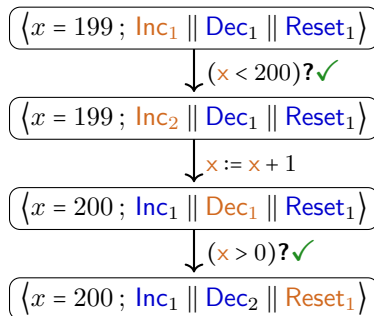 ⟨x = 199 ; Inc₁ || Dec₁ || Reset₁⟩
(x < 200)?✓
⟨x = 199 ; Inc₂ || Dec₁ || Reset₁⟩
x := x + 1
⟨x = 200 ; Inc₁ || Dec₁ || Reset₁⟩
(x > 0)?✓
⟨x = 200 ; Inc₁ || Dec₂ || Reset₁⟩